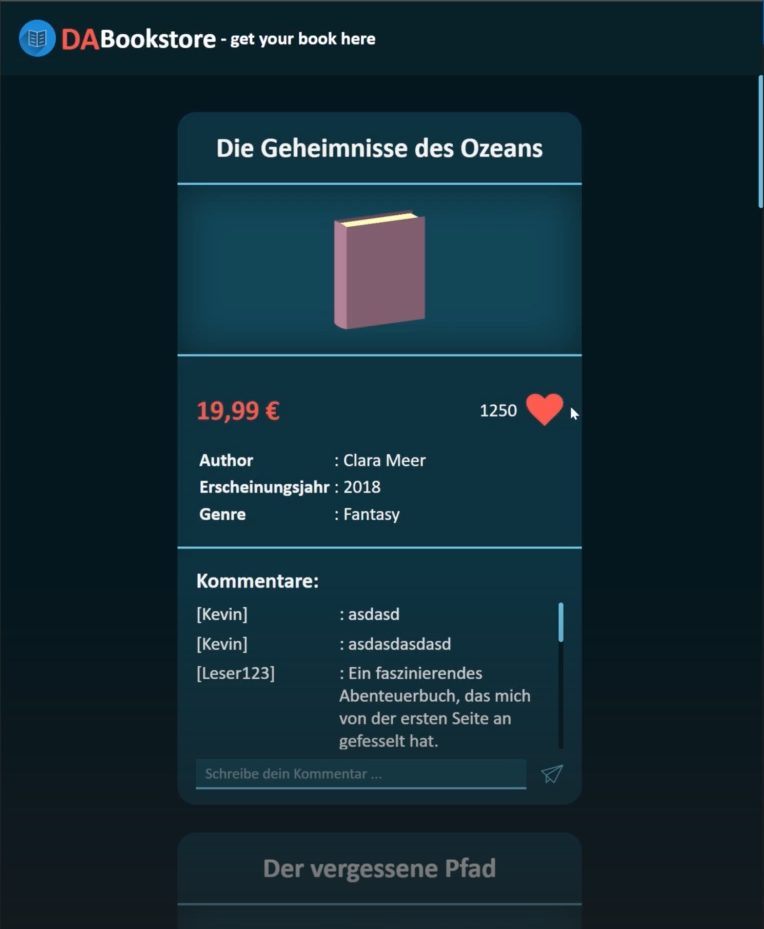 DABookstore - get your book here
Die Geheimnisse des Ozeans
19,99 €
1250
Author : Clara Meer
Erscheinungsjahr : 2018
Genre : Fantasy
Kommentare:
[Kevin] : asdasd
[Kevin] : asdasdasdasd
[Leser123] : Ein faszinierendes
Abenteuerbuch, das mich
von der ersten Seite an
gefesselt hat.
Schreibe dein Kommentar ...
Der vergessene Pfad